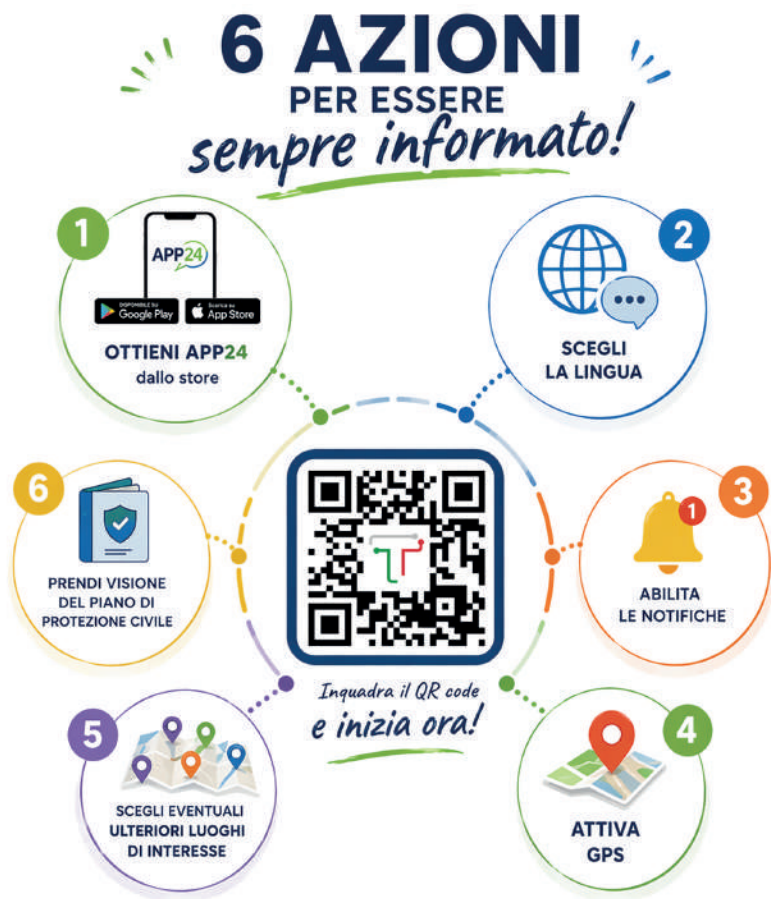 6 AZIONI
PER ESSERE
sempre informato!
1
APP24
DISPONIBILE SU
Google Play
Scarica su
App Store
OTTIENI APP24
dallo store
2
SCEGLI
LA LINGUA
3
1
ABILITA
LE NOTIFICHE
4
ATTIVA
GPS
5
SCEGLI EVENTUALI
ULTERIORI LUOGHI
DI INTERESSE
6
PRENDI VISIONE
DEL PIANO DI
PROTEZIONE CIVILE
Inquadra il QR code
e inizia ora!